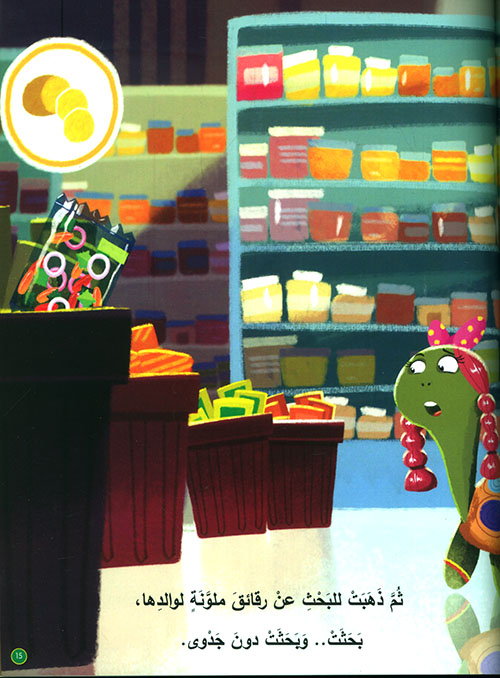 ثُمَّ ذَهَبَتْ للبَحْثِ عنْ رقائقَ ملوَّنَةٍ لوالدِها،
بَحَثَتْ.. وَبَحَثَتْ دونَ جَدْوى.
15